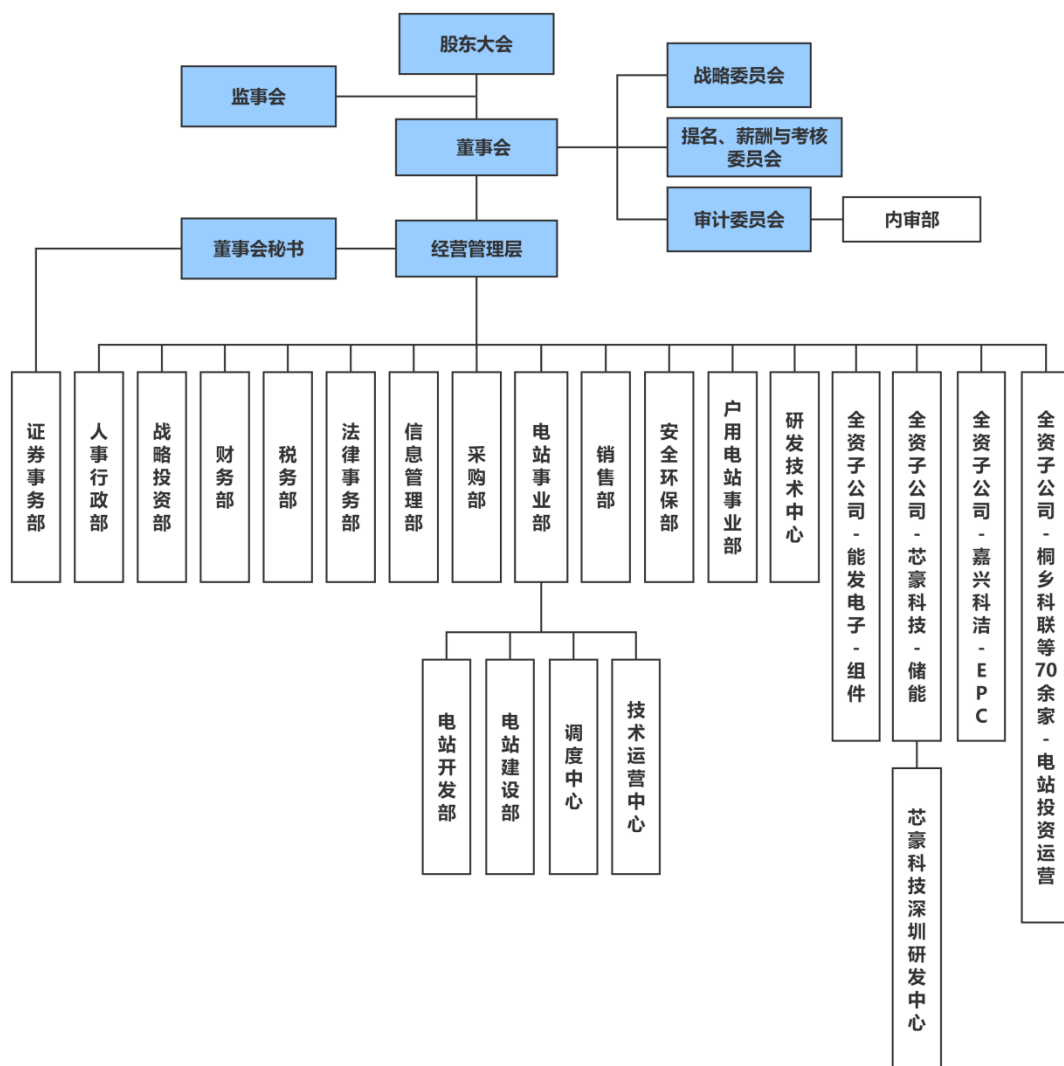 股东大会
监事会
战略委员会
董事会
提名、薪酬与考核
委员会
审计委员会
内审部
董事会秘书
经营管理层
证券事务部
人事行政部
战略投资部
财务部
税务部
法律事务部
信息管理部
采购部
电站事业部
销售部
安全环保部
户用电站事业部
研发技术中心
全资子公司-能发电子-组件
全资子公司-芯豪科技-储能
全资子公司-嘉兴科洁-EPC
全资子公司-桐乡科联等70余家-电站投资运营
电站开发部
电站建设部
调度中心
技术运营中心
芯豪科技深圳研发中心